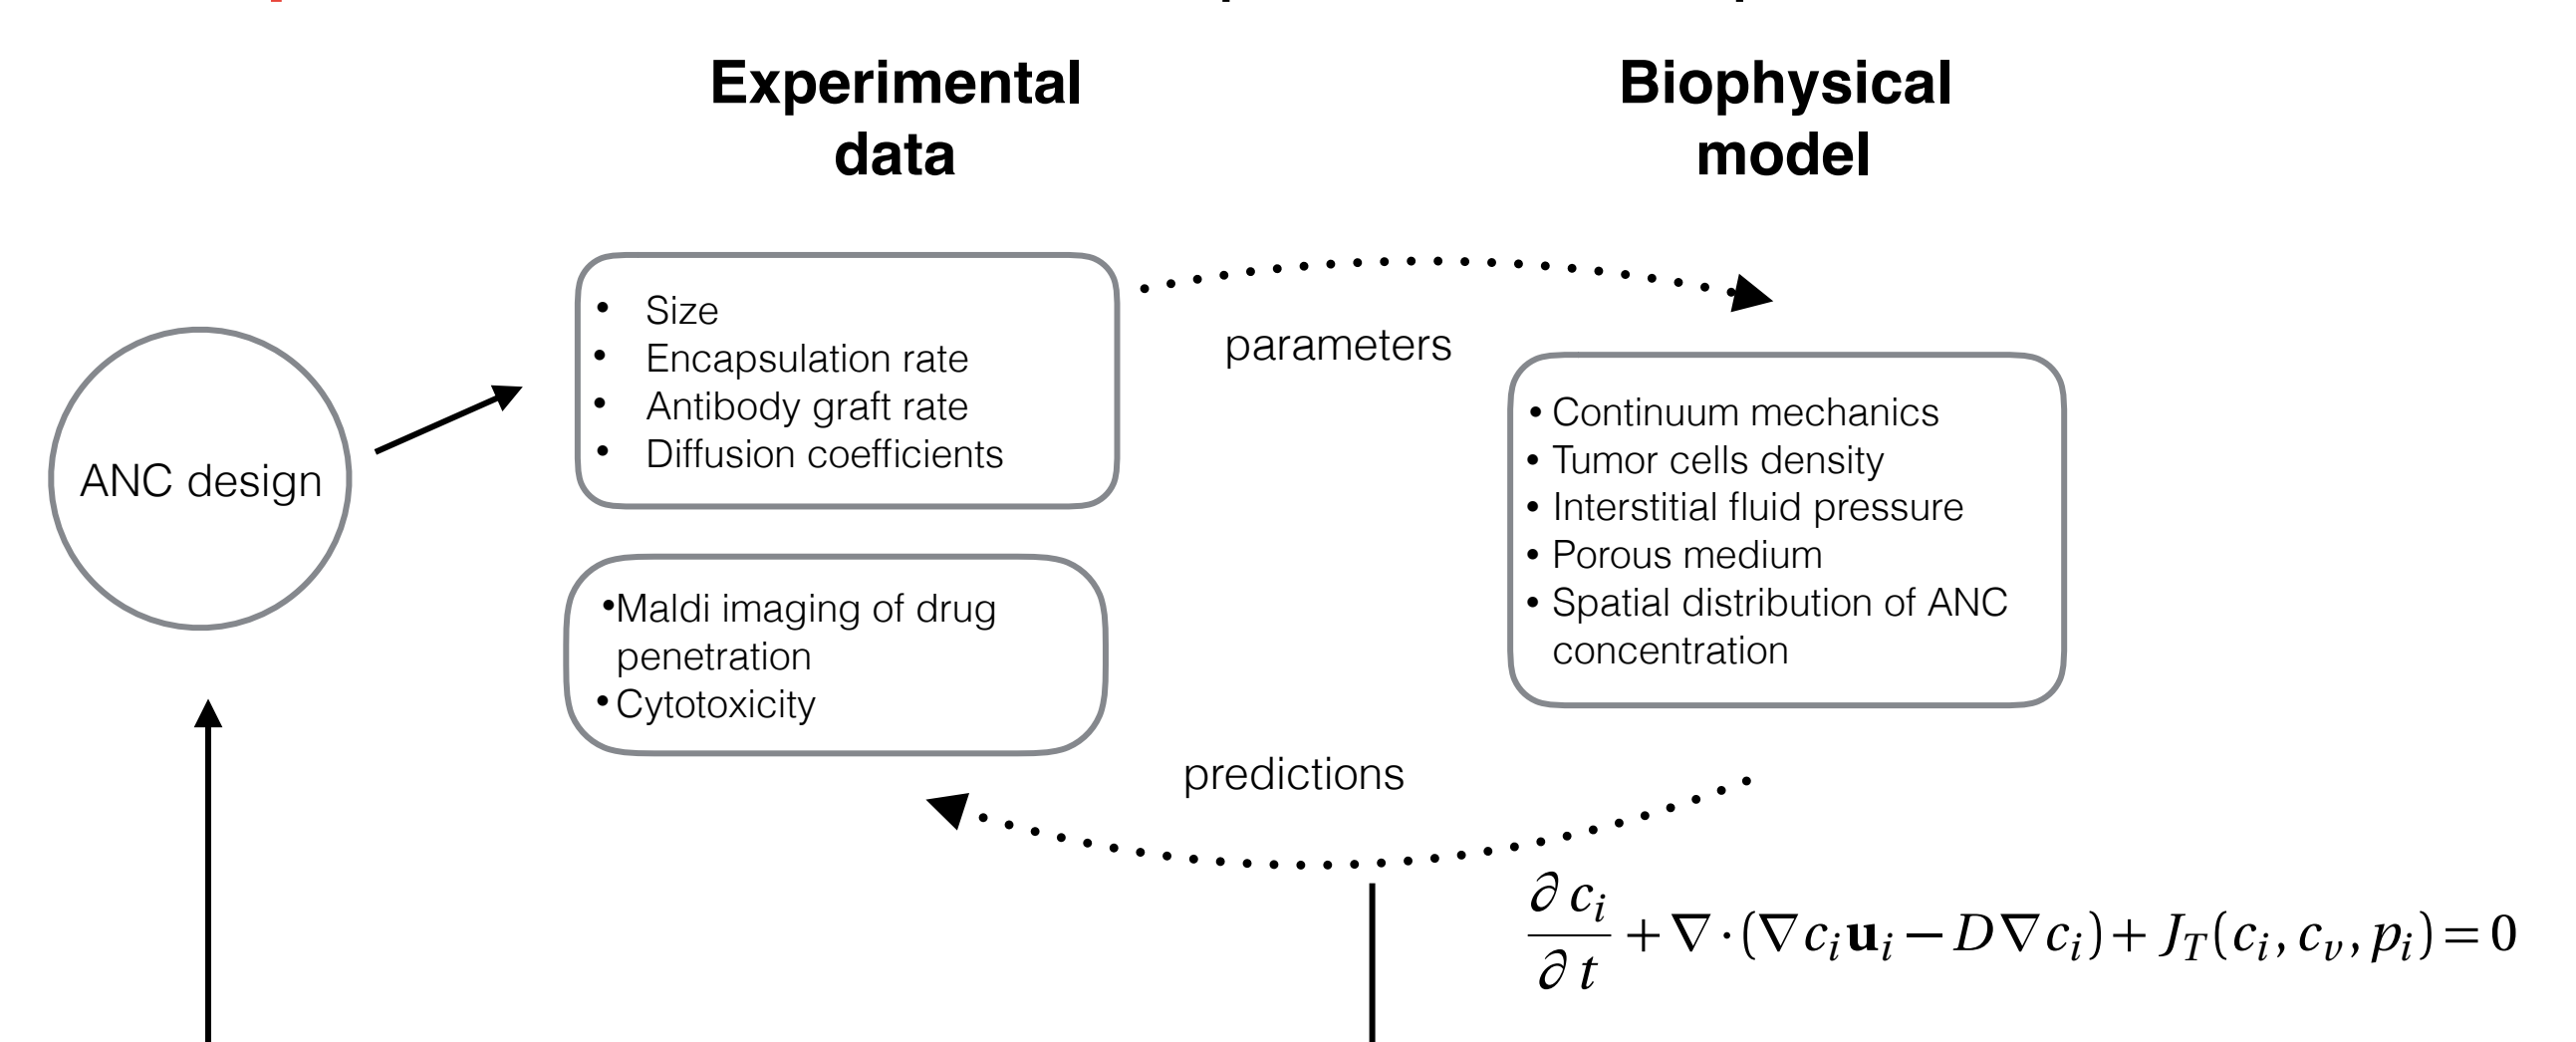 Experimental
data
Biophysical
model
• Size
• Encapsulation rate
• Antibody graft rate
• Diffusion coefficients
parameters
ANC design
• Continuum mechanics
• Tumor cells density
• Interstitial fluid pressure
• Porous medium
• Spatial distribution of ANC
concentration
•Maldi imaging of drug
penetration
•Cytotoxicity
predictions
∂c_i/∂t + ∇·(∇c_i 𝐮_i − D∇c_i) + J_T(c_i, c_v, p_i) = 0